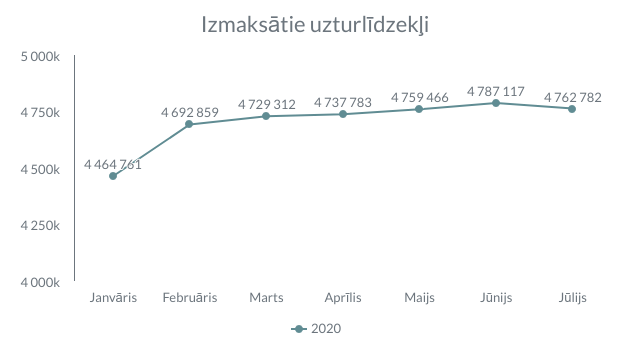 Izmaksātie uzturlīdzekļi
5 000k
4 750k
4 500k
4 250k
4 000k
4 464 761
4 692 859
4 729 312
4 737 783
4 759 466
4 787 117
4 762 782
Janvāris Februāris Marts Aprīlis Maijs Jūnijs Jūlijs
2020